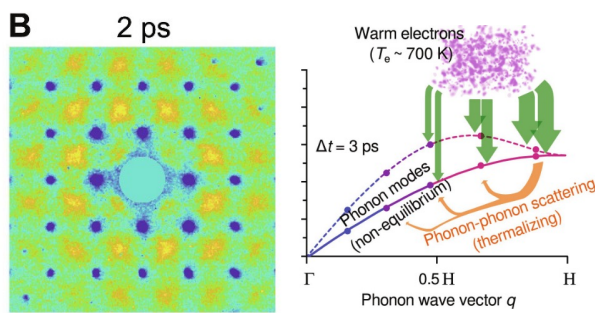 B
2 ps
Warm electrons
(Te ~ 700 K)
Δt = 3 ps
Phonon modes
(non-equilibrium)
Phonon-phonon scattering
(thermalizing)
Γ
0.5 H
H
Phonon wave vector q